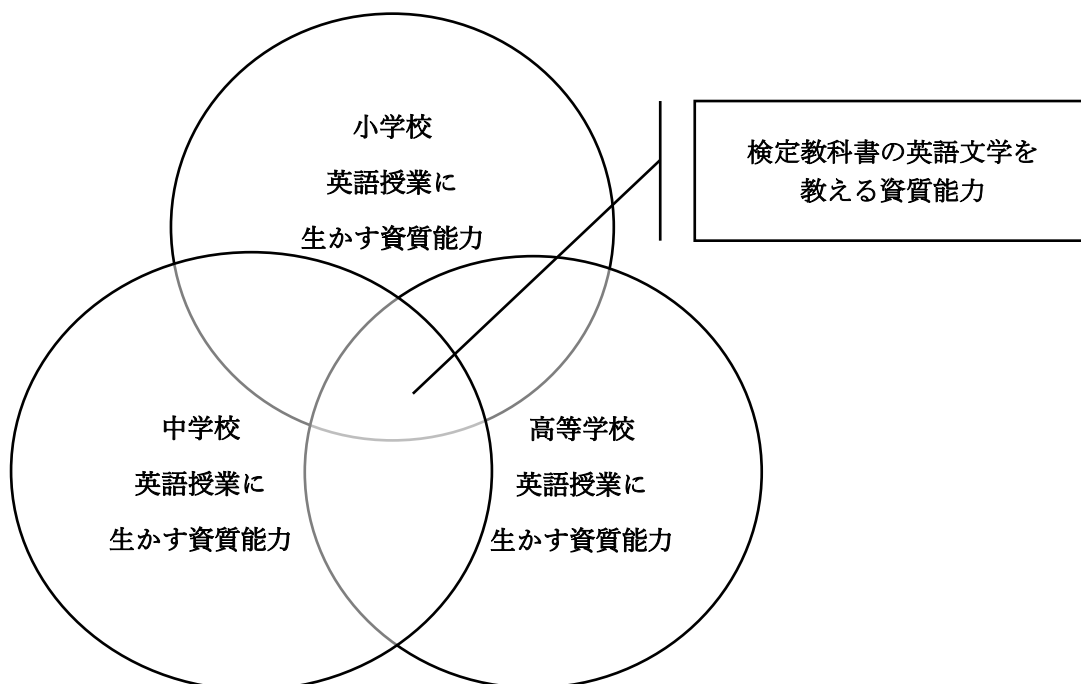 小学校
英語授業に
生かす資質能力
検定教科書の英語文学を
教える資質能力
中学校
英語授業に
生かす資質能力
高等学校
英語授業に
生かす資質能力